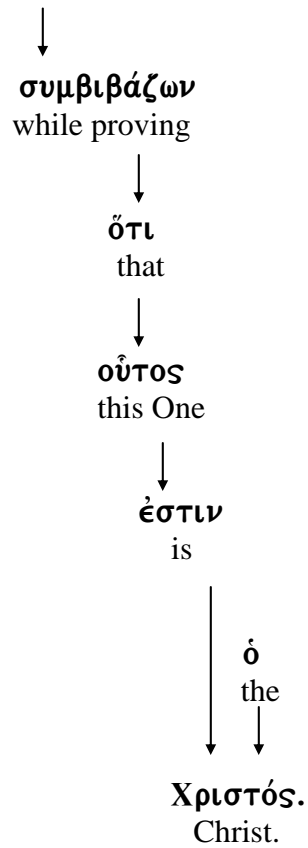 συμβιβάζων
while proving
ὅτι
that
οὗτος
this One
ἐστιν
is
ὁ
the
Χριστός.
Christ.